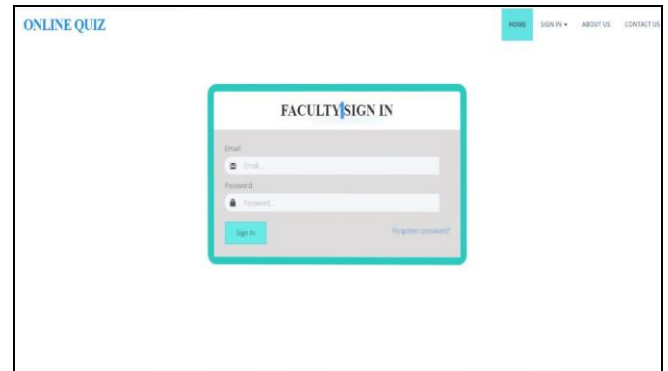 ONLINE QUIZ
HOME SIGN IN ▾ ABOUT US CONTACT US
FACULTY SIGN IN
Email:
Email...
Password:
Password...
Sign In
Forgotten password?